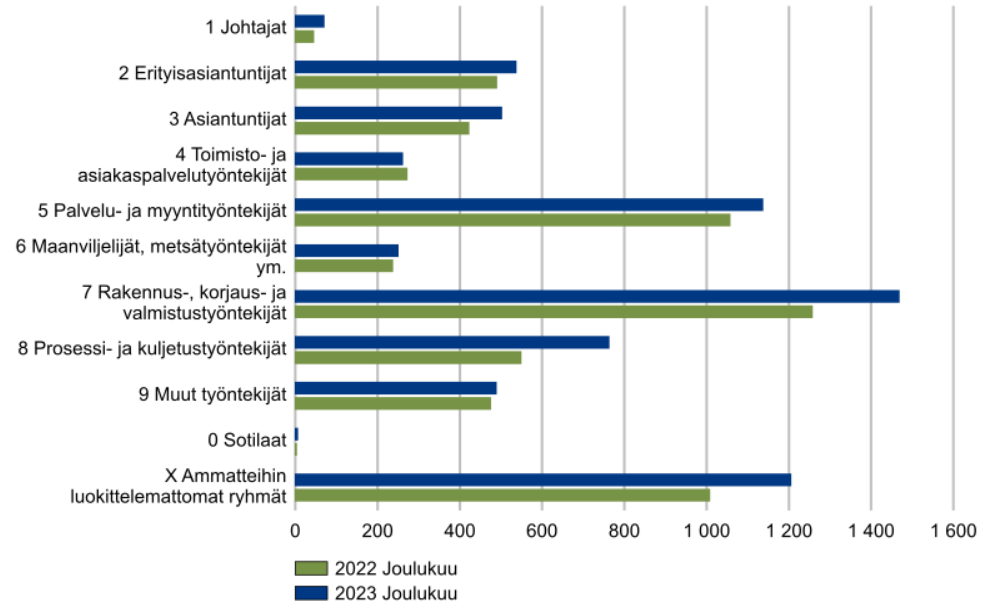 1 Johtajat
2 Erityisasiantuntijat
3 Asiantuntijat
4 Toimisto- ja
asiakaspalvelutyöntekijät
5 Palvelu- ja myyntityöntekijät
6 Maanviljelijät, metsätyöntekijät
ym.
7 Rakennus-, korjaus- ja
valmistustyöntekijät
8 Prosessi- ja kuljetustyöntekijät
9 Muut työntekijät
0 Sotilaat
X Ammatteihin
luokittelemattomat ryhmät
0 200 400 600 800 1 000 1 200 1 400 1 600
2022 Joulukuu
2023 Joulukuu